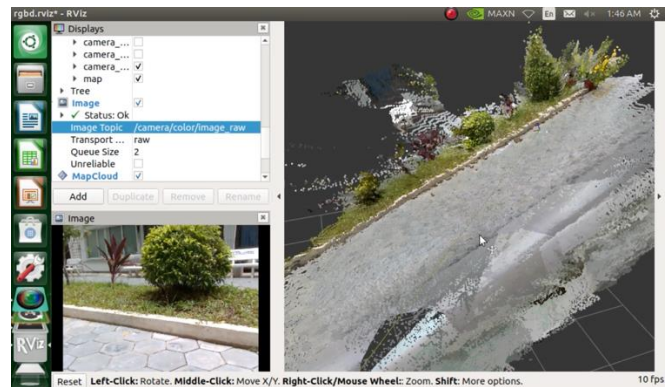 rgbd.rviz* - RViz
MAXN
En
1:46 AM
Displays
camera_...
camera_...
camera_...
map
Tree
Image
Status: Ok
Image Topic /camera/color/image_raw
Transport ... raw
Queue Size 2
Unreliable
MapCloud
Add Duplicate Remove Rename
Image
RViz
Reset Left-Click: Rotate. Middle-Click: Move X/Y. Right-Click/Mouse Wheel:: Zoom. Shift: More options. 10 fps